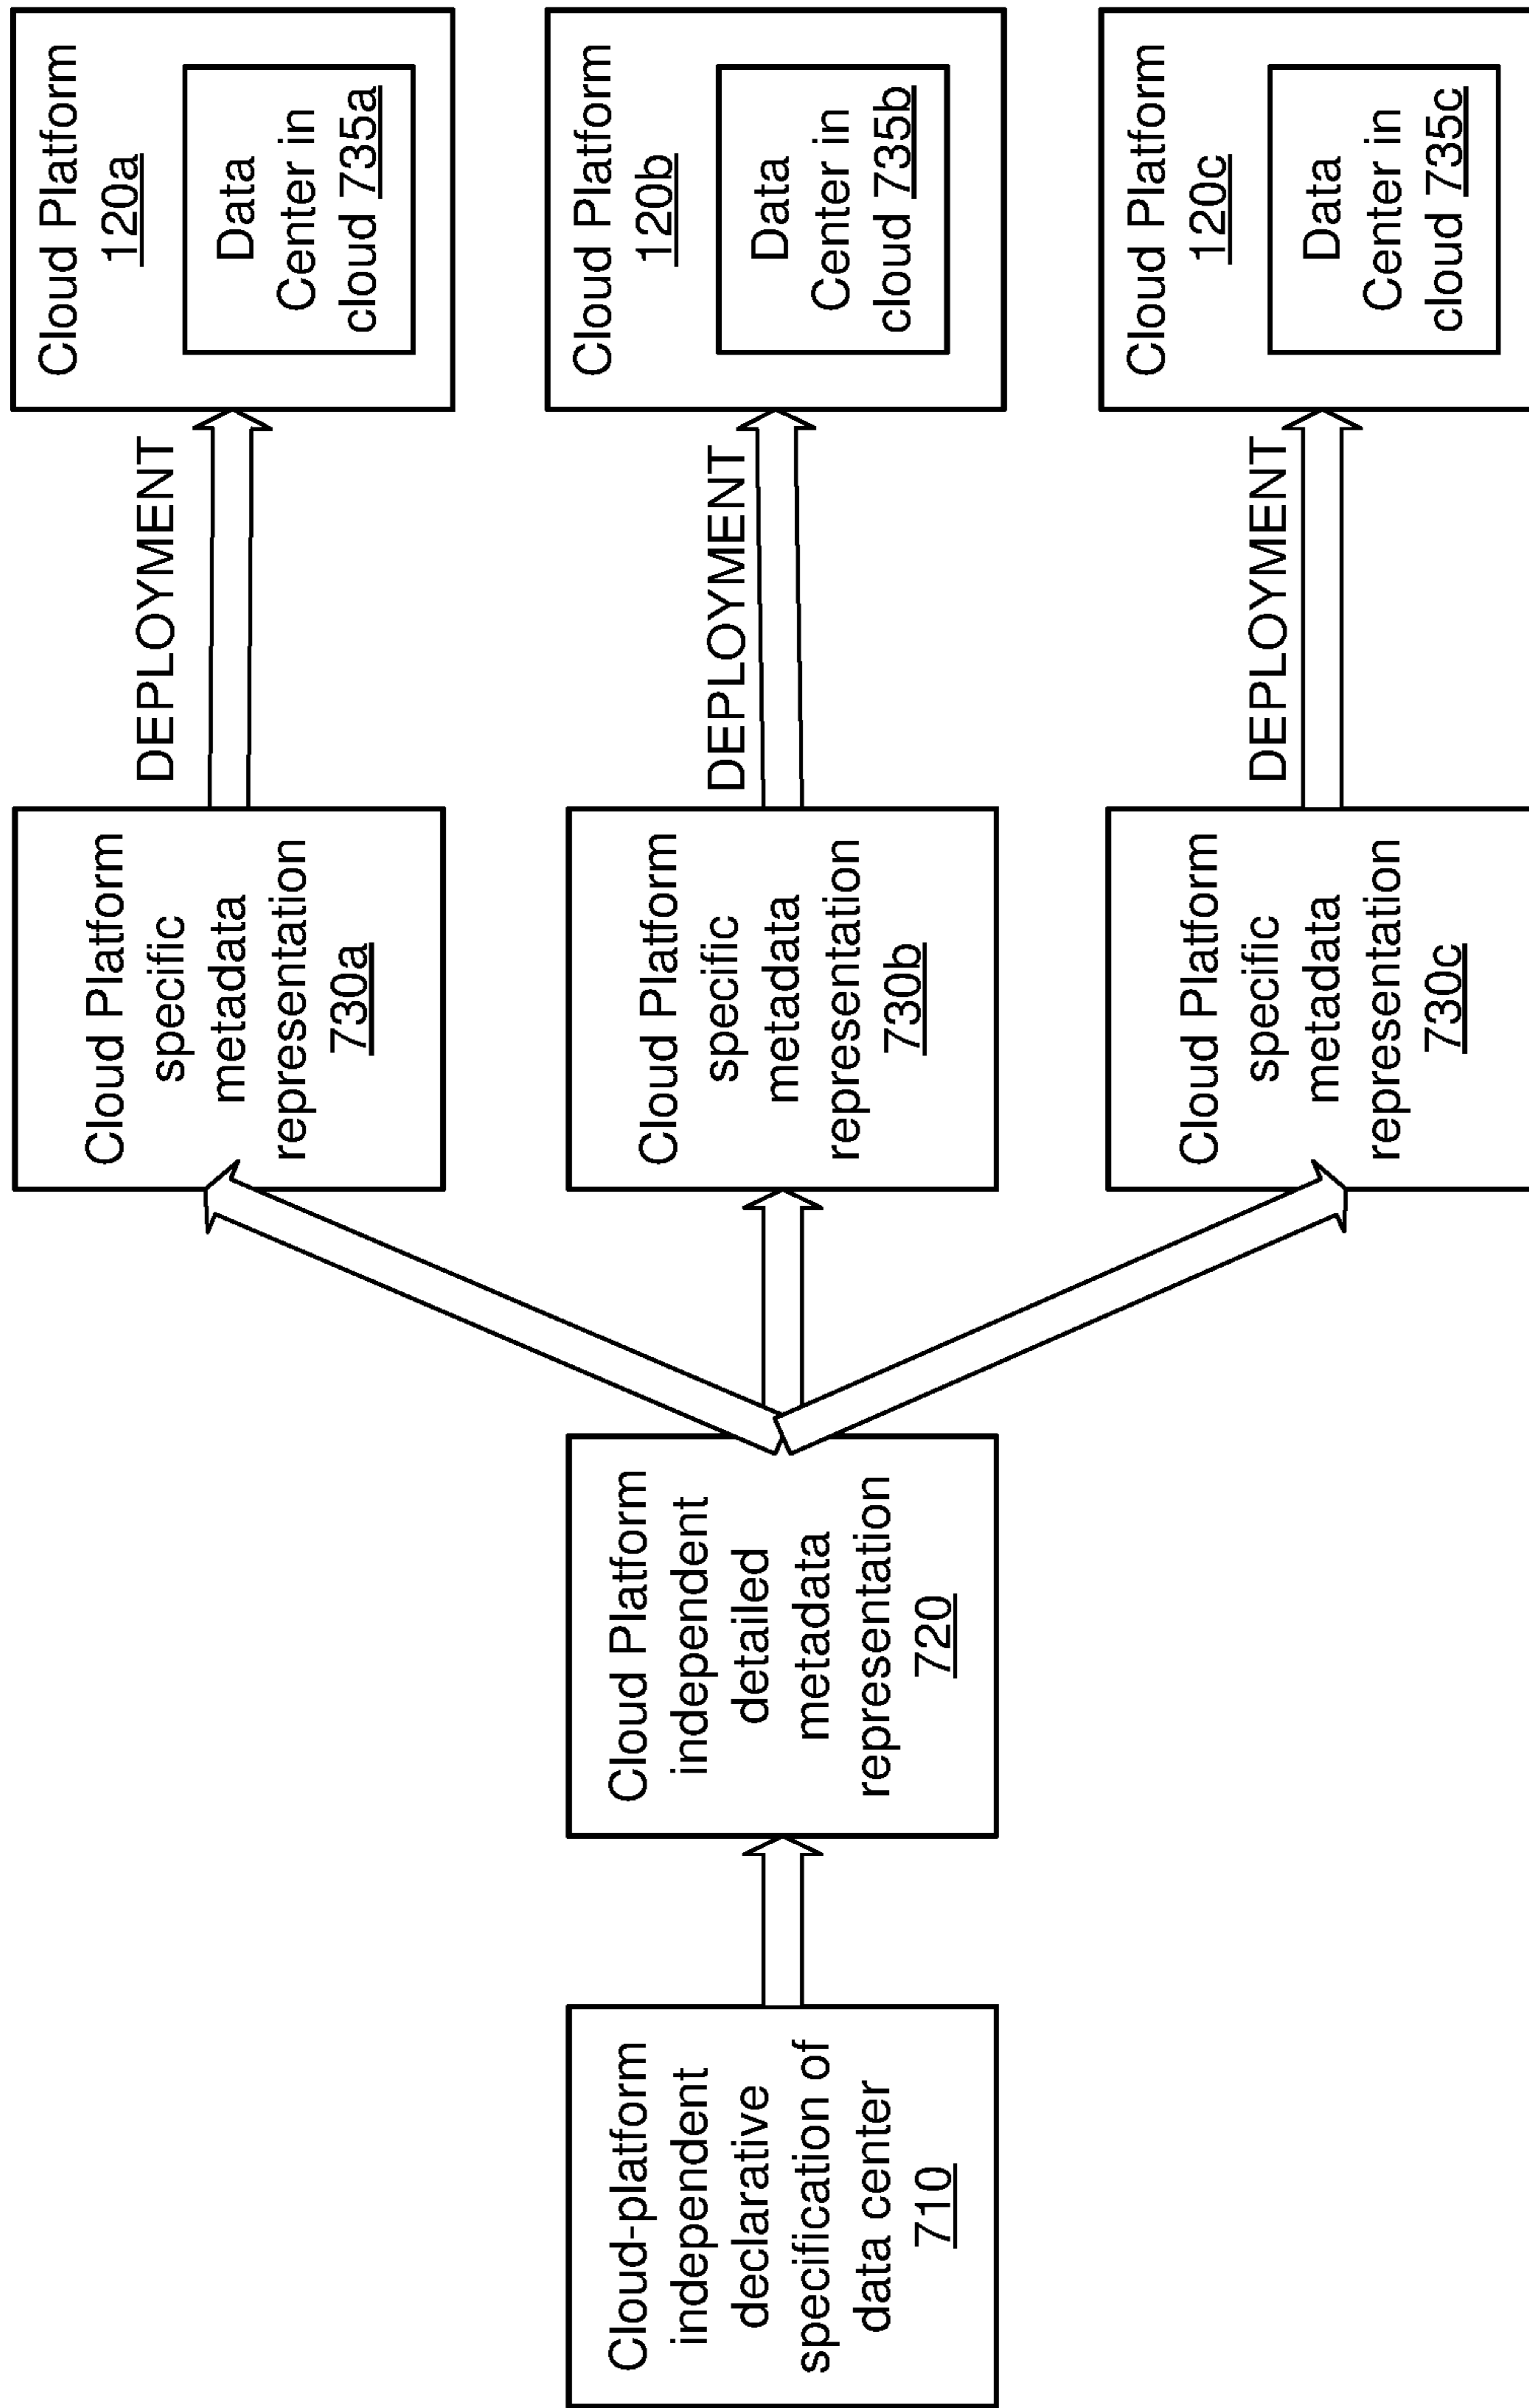 Cloud-platform
independent
declarative
specification of
data center
710
Cloud Platform
independent
detailed
metadata
representation
720
Cloud Platform
specific
metadata
representation
730a
DEPLOYMENT
Cloud Platform
120a
Data
Center in
cloud 735a
Cloud Platform
specific
metadata
representation
730b
DEPLOYMENT
Cloud Platform
120b
Data
Center in
cloud 735b
Cloud Platform
specific
metadata
representation
730c
DEPLOYMENT
Cloud Platform
120c
Data
Center in
cloud 735c